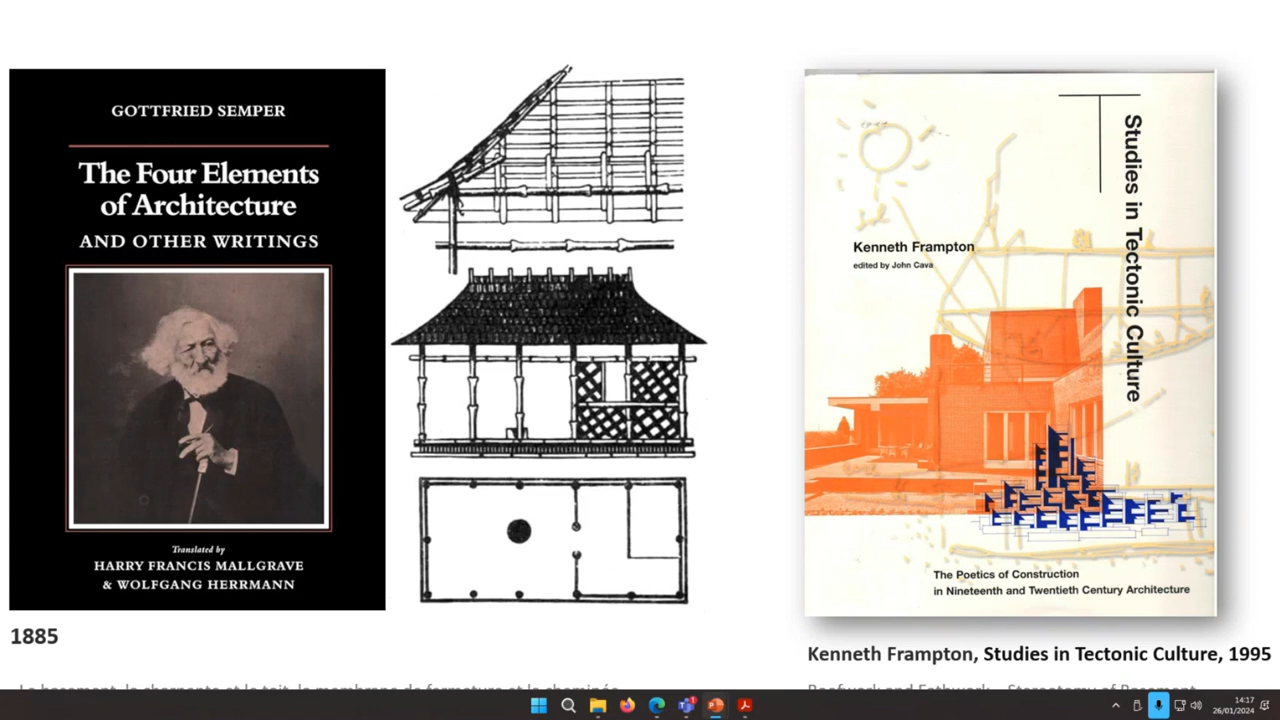 GOTTFRIED SEMPER
The Four Elements
of Architecture
AND OTHER WRITINGS
Translated by
HARRY FRANCIS MALLGRAVE
& WOLFGANG HERRMANN
1885
Studies in Tectonic Culture
Kenneth Frampton
edited by John Cava
The Poetics of Construction
in Nineteenth and Twentieth Century Architecture
Kenneth Frampton, Studies in Tectonic Culture, 1995
14:17
26/01/2024